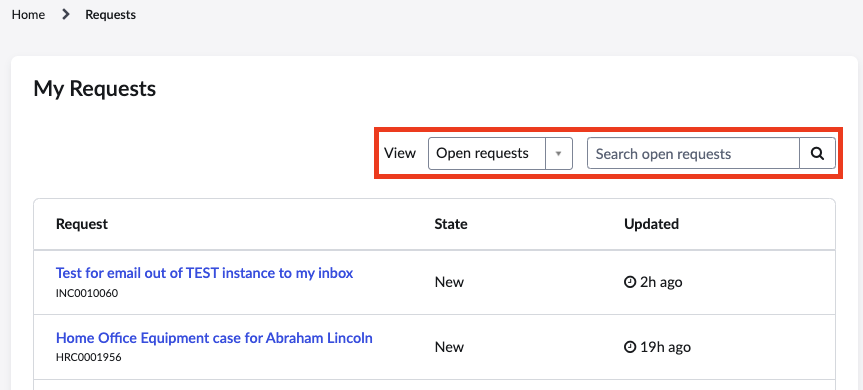 Home > Requests
My Requests
View Open requests Search open requests
Request State Updated
Test for email out of TEST instance to my inbox
INC0010060
New
2h ago
Home Office Equipment case for Abraham Lincoln
HRC0001956
New
19h ago